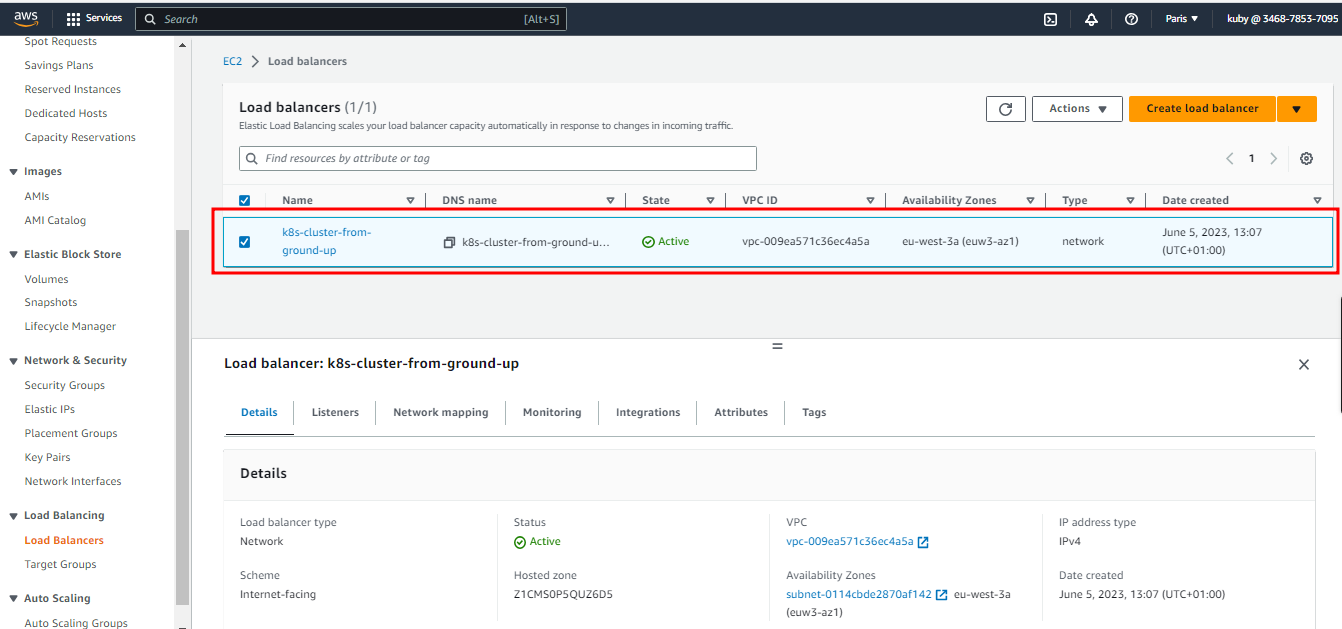 aws
Services
Search
[Alt+S]
Paris
kuby @ 3468-7853-7095
Spot Requests
Savings Plans
Reserved Instances
Dedicated Hosts
Capacity Reservations
Images
AMIs
AMI Catalog
Elastic Block Store
Volumes
Snapshots
Lifecycle Manager
Network & Security
Security Groups
Elastic IPs
Placement Groups
Key Pairs
Network Interfaces
Load Balancing
Load Balancers
Target Groups
Auto Scaling
Auto Scaling Groups
EC2 > Load balancers
Load balancers (1/1)
Elastic Load Balancing scales your load balancer capacity automatically in response to changes in incoming traffic.
Actions
Create load balancer
Find resources by attribute or tag
1
Name DNS name State VPC ID Availability Zones Type Date created
k8s-cluster-from-
ground-up
k8s-cluster-from-ground-u...
Active
vpc-009ea571c36ec4a5a
eu-west-3a (euw3-az1)
network
June 5, 2023, 13:07
(UTC+01:00)
Load balancer: k8s-cluster-from-ground-up
Details Listeners Network mapping Monitoring Integrations Attributes Tags
Details
Load balancer type
Network
Status
Active
VPC
vpc-009ea571c36ec4a5a
IP address type
IPv4
Scheme
Internet-facing
Hosted zone
Z1CMS0P5QUZ6D5
Availability Zones
subnet-0114cbde2870af142 eu-west-3a
(euw3-az1)
Date created
June 5, 2023, 13:07 (UTC+01:00)